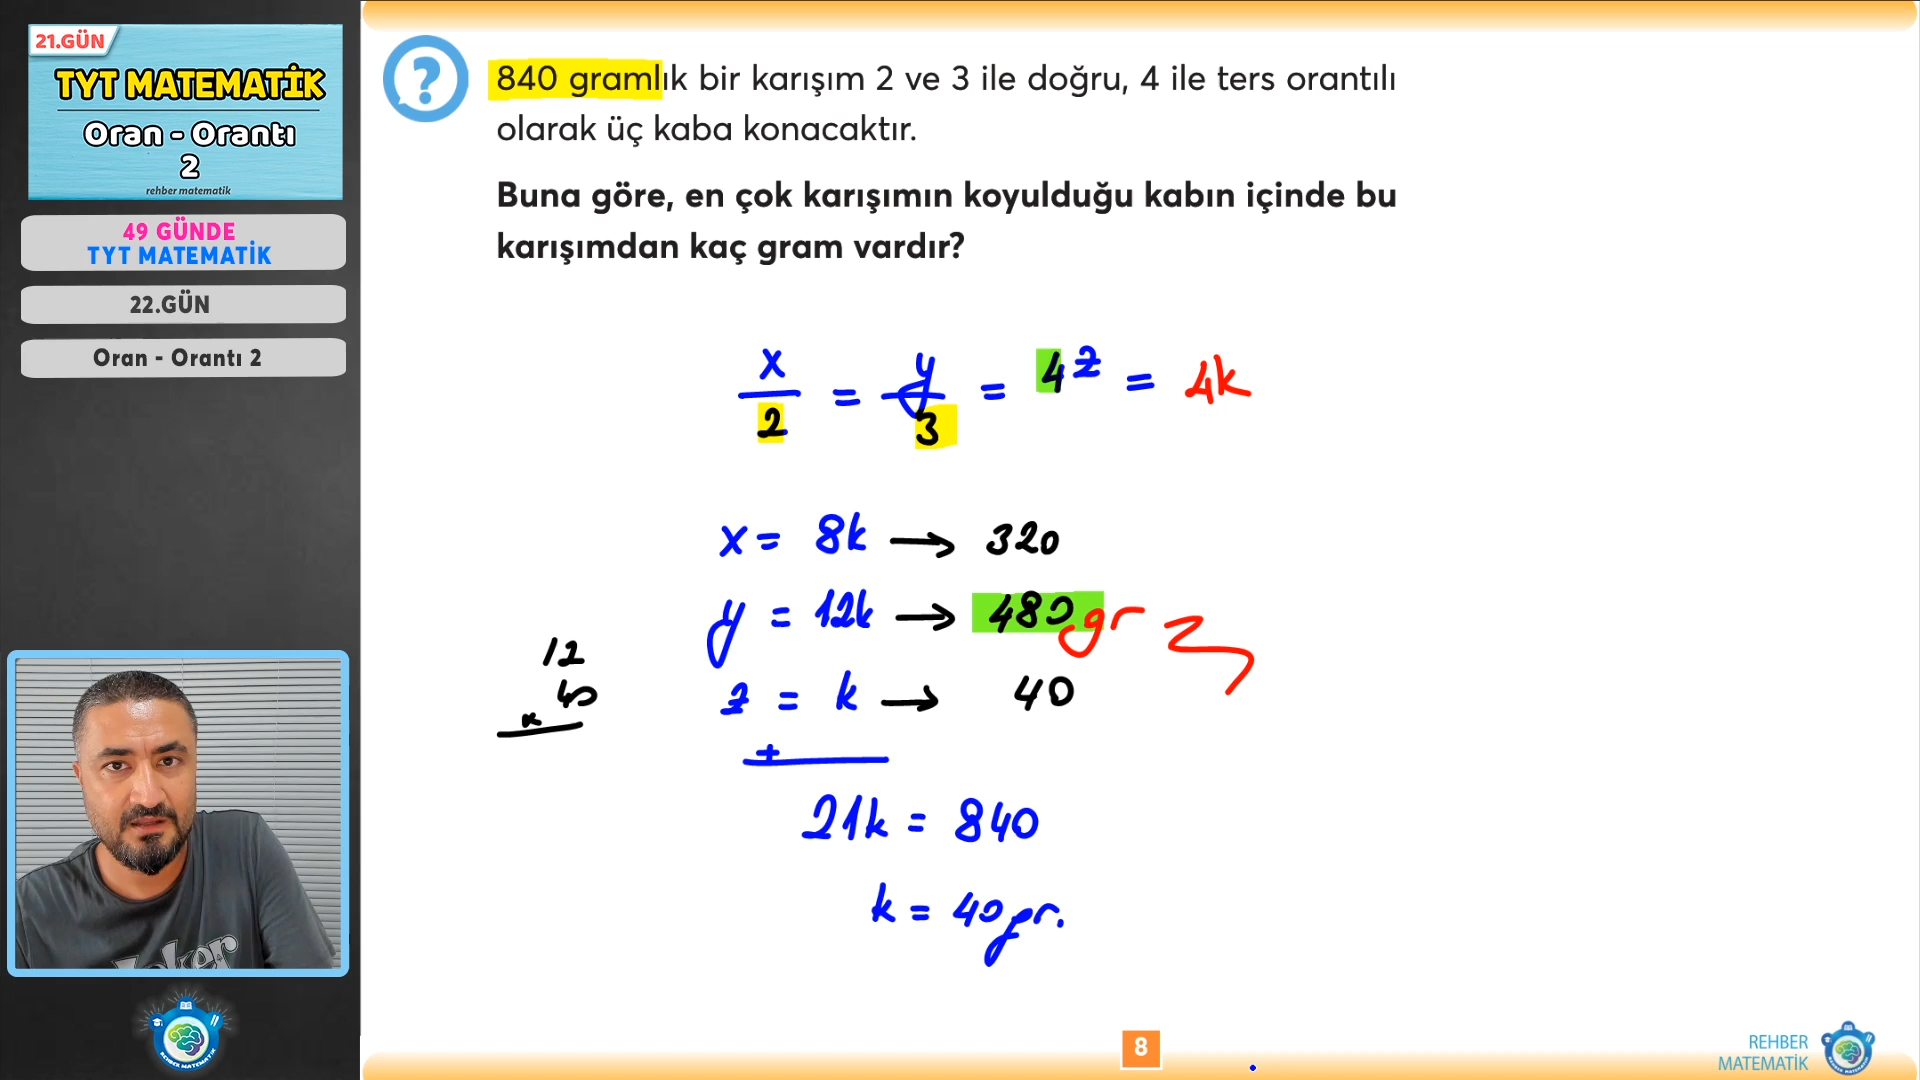 21.GÜN
TYT MATEMATİK
Oran - Orantı
2
rehber matematik
49 GÜNDE
TYT MATEMATİK
22.GÜN
Oran - Orantı 2
840 gramlık bir karışım 2 ve 3 ile doğru, 4 ile ters orantılı
olarak üç kaba konacaktır.
Buna göre, en çok karışımın koyulduğu kabın içinde bu
karışımdan kaç gram vardır?
x/2 = y/3 = 4z = 4k
x = 8k → 320
y = 12k → 480 gr
z = k → 40
+
21k = 840
k = 40 gr.
12
40
x
8
REHBER
MATEMATİK
REHBER MATEMATİK